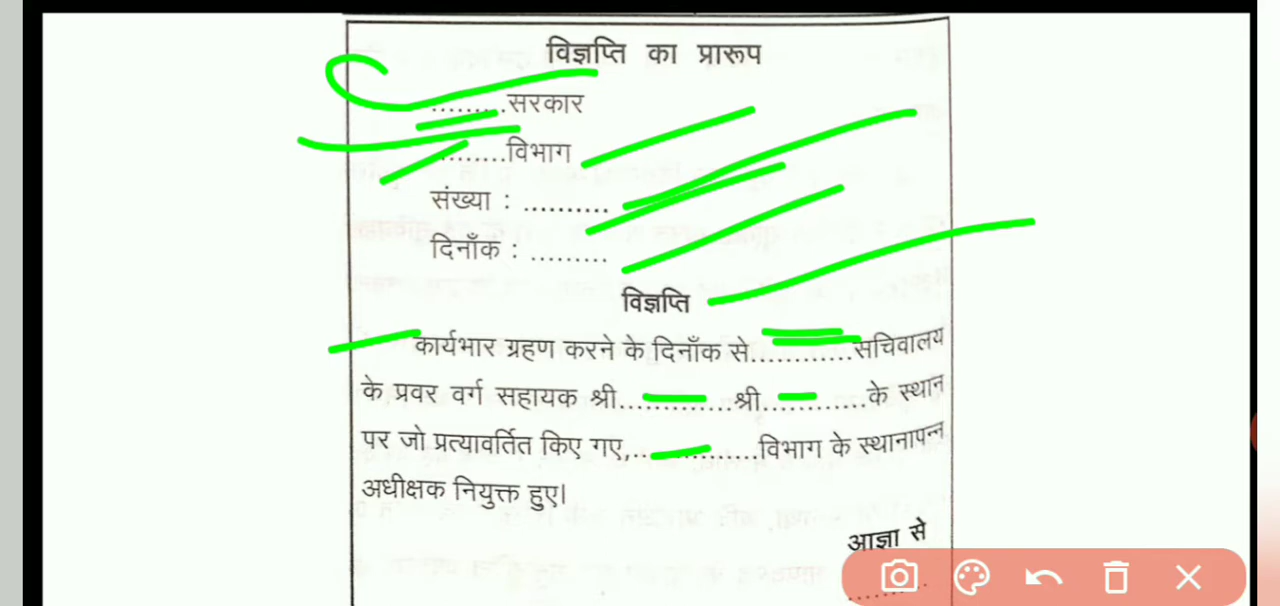 विज्ञप्ति का प्रारूप
.........सरकार
.........विभाग
संख्या : ..........
दिनाँक : .........
विज्ञप्ति
कार्यभार ग्रहण करने के दिनाँक से............सचिवालय
के प्रवर वर्ग सहायक श्री.............श्री............के स्थान
पर जो प्रत्यावर्तित किए गए,..............विभाग के स्थानापन्न
अधीक्षक नियुक्त हुए।
आज्ञा से
..........